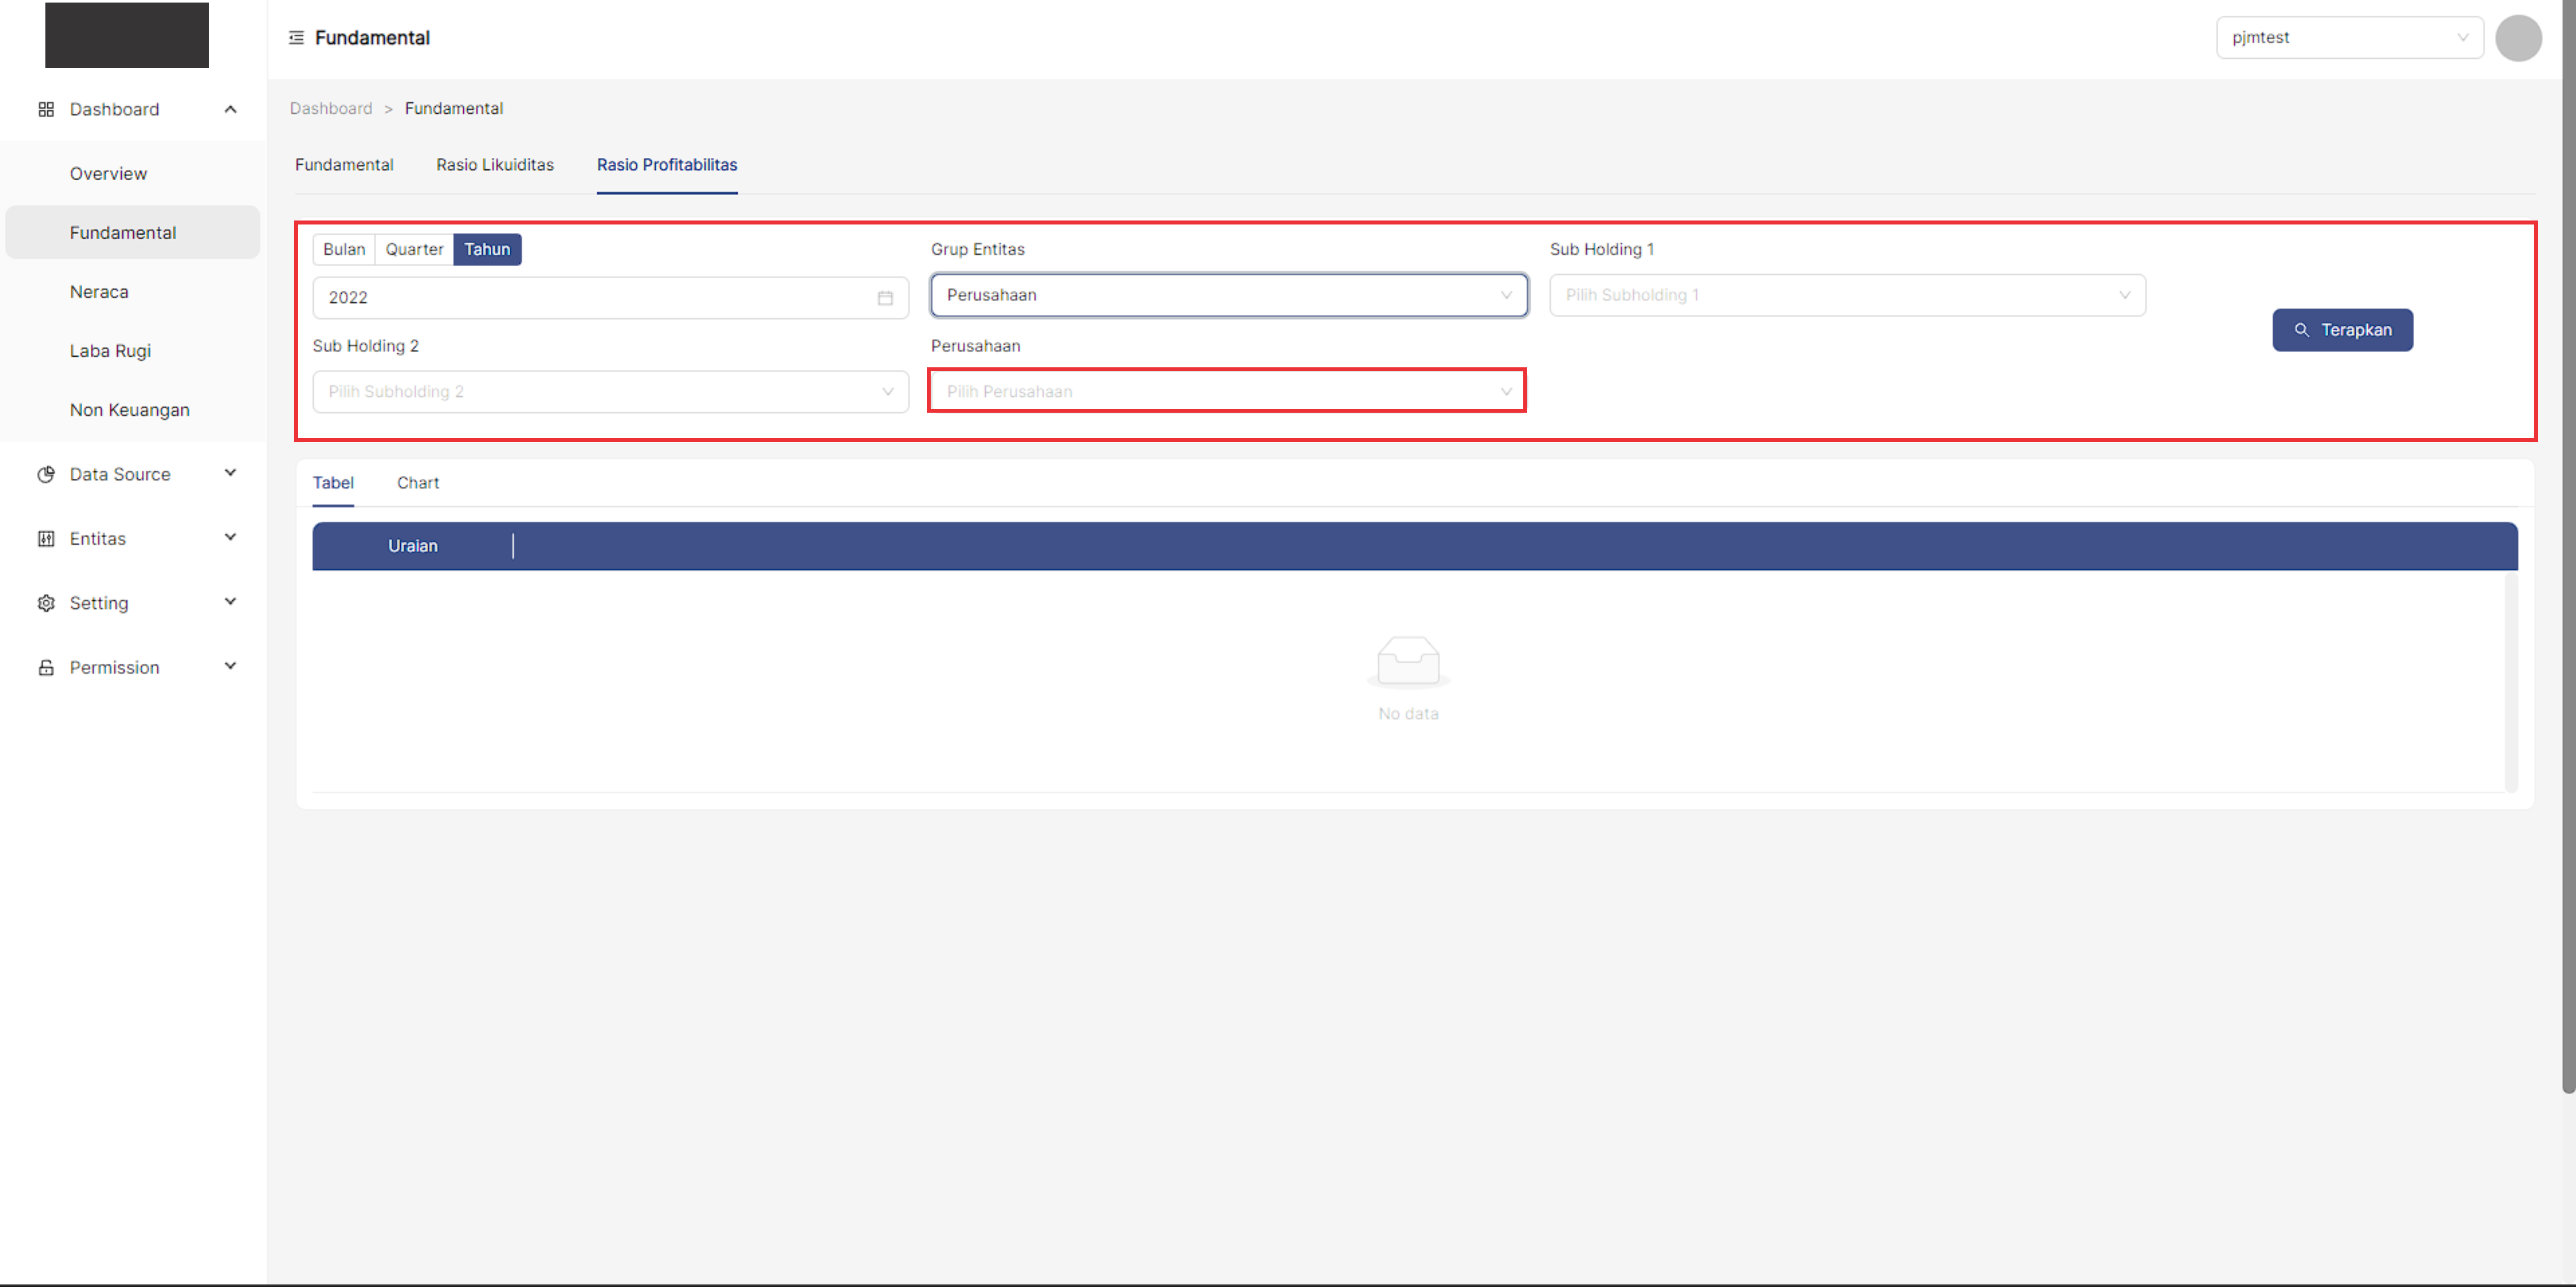 Fundamental
pjmtest
Dashboard
Overview
Fundamental
Neraca
Laba Rugi
Non Keuangan
Data Source
Entitas
Setting
Permission
Dashboard > Fundamental
Fundamental Rasio Likuiditas Rasio Profitabilitas
Bulan Quarter Tahun
2022
Grup Entitas
Perusahaan
Sub Holding 1
Pilih Subholding 1
Sub Holding 2
Pilih Subholding 2
Perusahaan
Pilih Perusahaan
Terapkan
Tabel Chart
Uraian
No data